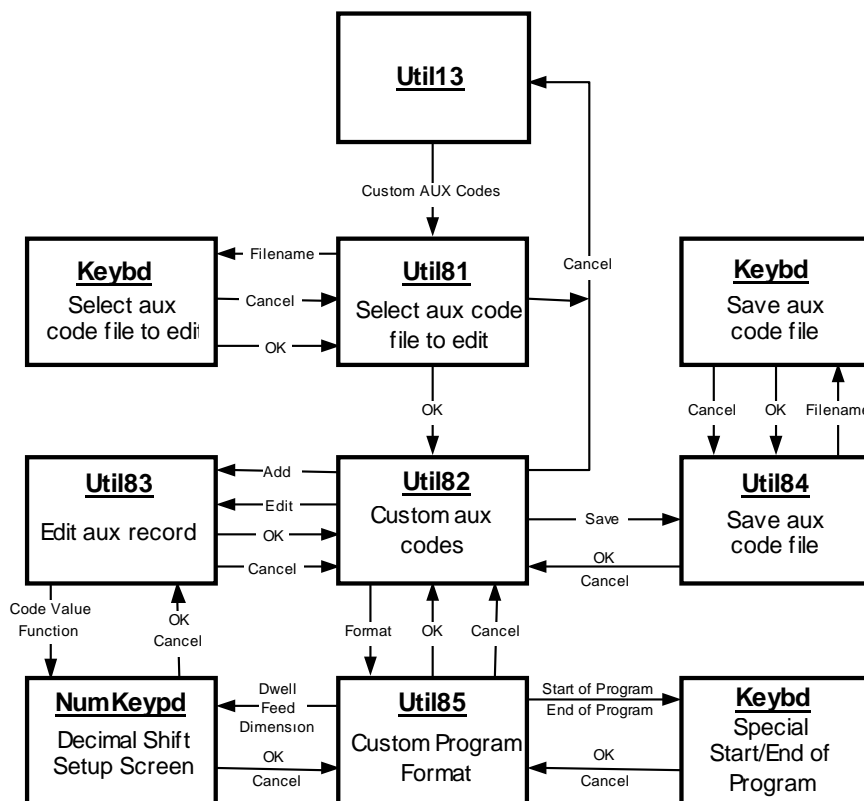 Util13
Custom AUX Codes
Keybd
Select aux
code file to edit
Filename
Cancel
OK
Util81
Select aux code
file to edit
Cancel
Keybd
Save aux
code file
OK
Cancel
OK
Filename
Util83
Edit aux record
Add
Edit
OK
Cancel
Util82
Custom aux
codes
Save
OK
Cancel
Util84
Save aux
code file
Code Value
Function
OK
Cancel
Format
OK
Cancel
NumKeypd
Decimal Shift
Setup Screen
Dwell
Feed
Dimension
OK
Cancel
Util85
Custom Program
Format
Start of Program
End of Program
OK
Cancel
Keybd
Special
Start/End of
Program